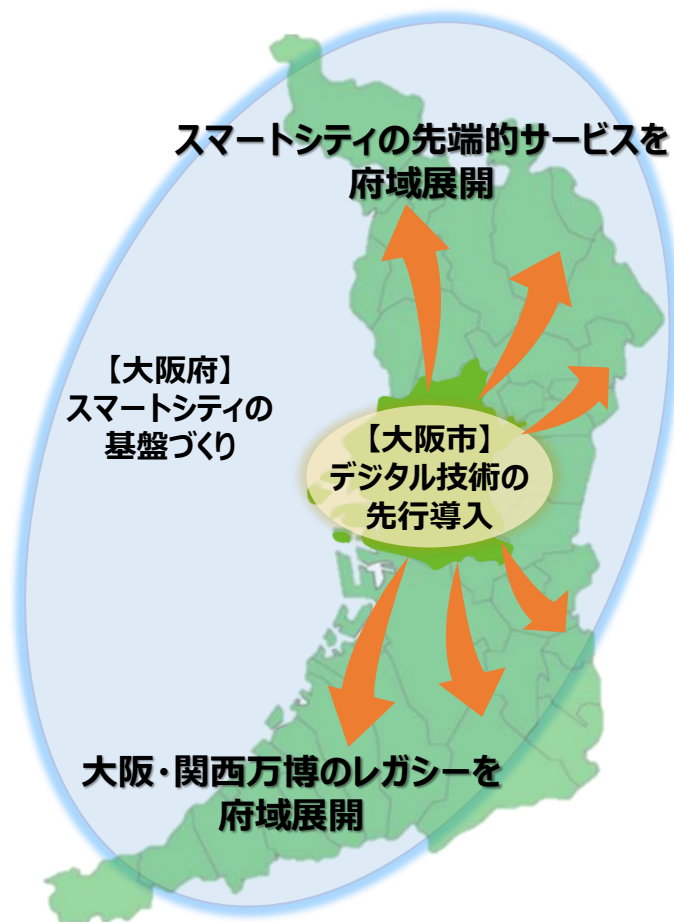 スマートシティの先端的サービスを
府域展開
【大阪府】
スマートシティの
基盤づくり
【大阪市】
デジタル技術の
先行導入
大阪・関西万博のレガシーを
府域展開